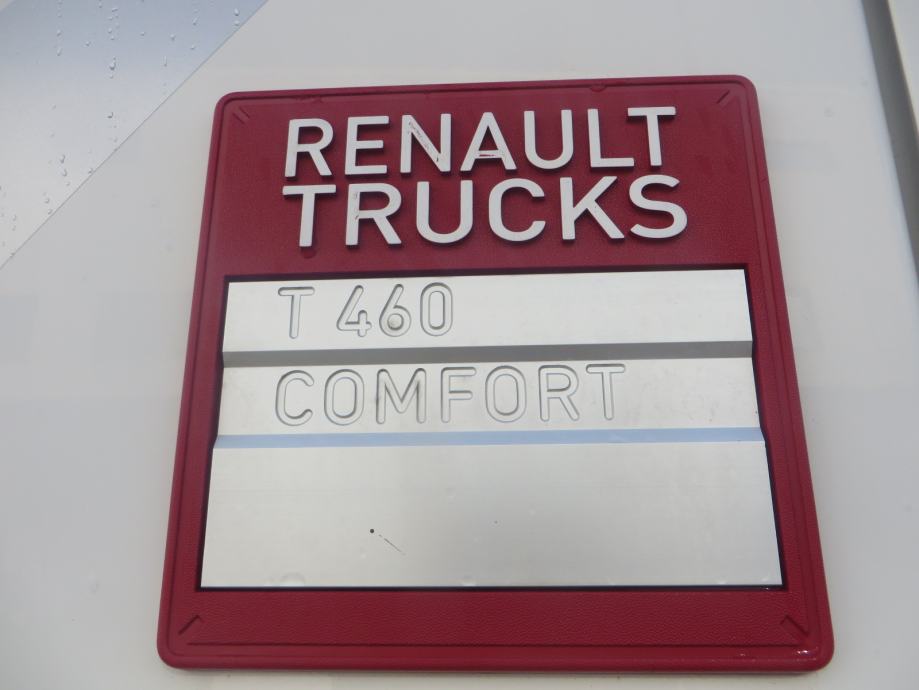 RENAULT
TRUCKS
T 460
COMFORT